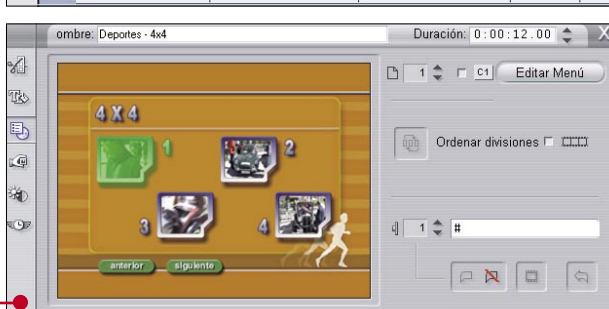 ombre: Deportes - 4x4
Duración: 0:00:12.00 X
1 C1 Editar Menú
4 X 4
1 2
3 4
anterior siguiente
Ordenar divisiones
1 #